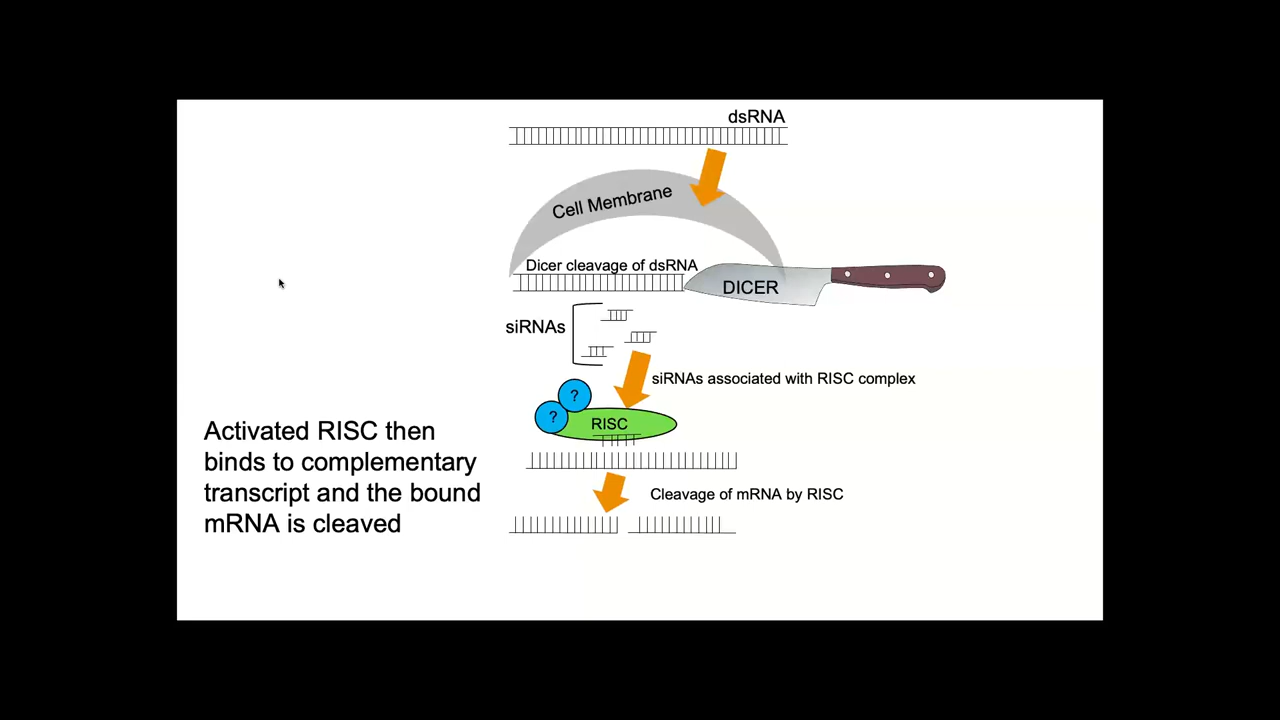 dsRNA
Cell Membrane
Dicer cleavage of dsRNA
DICER
siRNAs
siRNAs associated with RISC complex
?
?
RISC
Activated RISC then
binds to complementary
transcript and the bound
mRNA is cleaved
Cleavage of mRNA by RISC